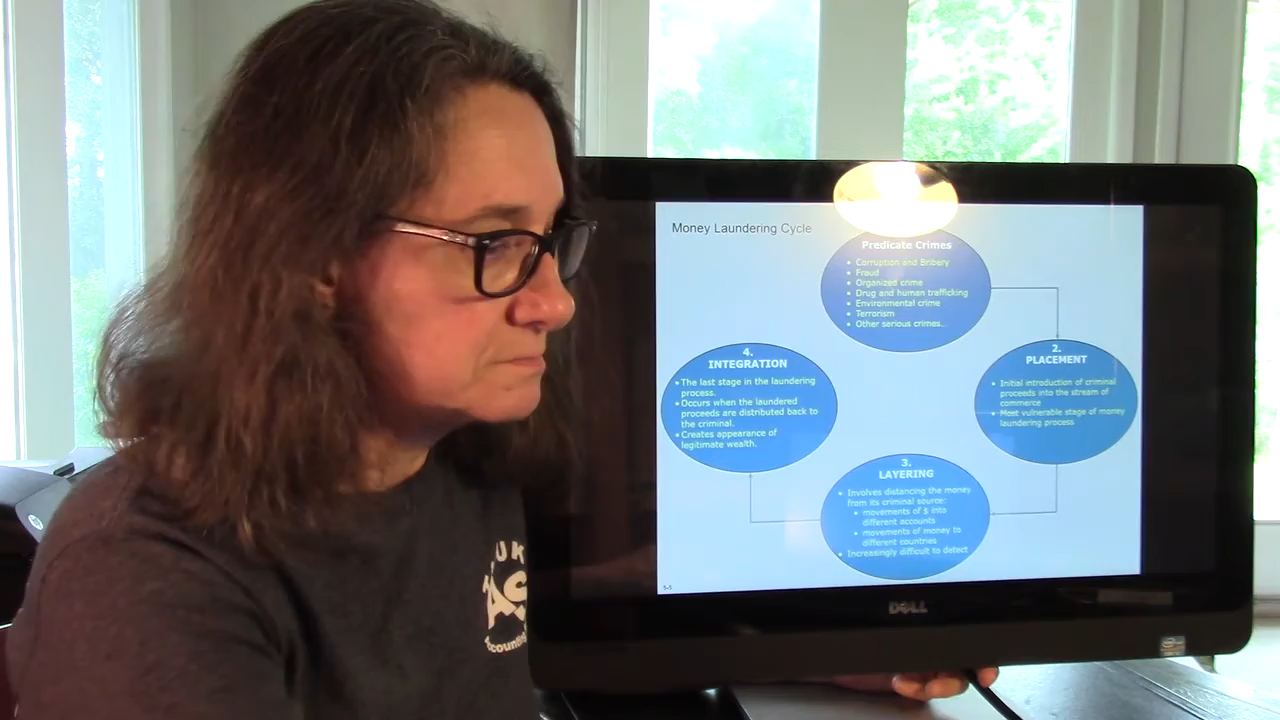 Money Laundering Cycle
Predicate Crimes
• Corruption and Bribery
• Fraud
• Organized crime
• Drug and human trafficking
• Environmental crime
• Terrorism
• Other serious crimes...
2.
PLACEMENT
• Initial introduction of criminal
proceeds into the stream of
commerce
• Most vulnerable stage of money
laundering process
3.
LAYERING
• Involves distancing the money
from its criminal source:
• movements of $ into
different accounts
• movements of money to
different countries
• Increasingly difficult to detect
4.
INTEGRATION
• The last stage in the laundering
process.
• Occurs when the laundered
proceeds are distributed back to
the criminal.
• Creates appearance of
legitimate wealth.
DELL
hp